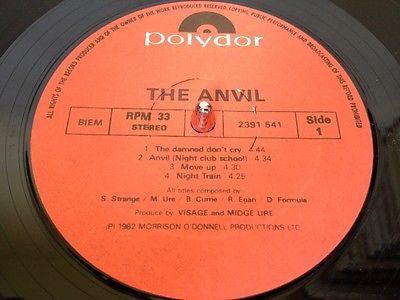 ALL RIGHTS OF THE RECORD PRODUCER AND OF THE OWNER OF THE WORK REPRODUCED RESERVED. UNAUTHORIZED COPYING, PUBLIC PERFORMANCE AND BROADCASTING OF THIS RECORD PROHIBITED
polydor
THE ANVIL
BIEM
RPM 33
STEREO
2391 541
Side
1
1 The damned don't cry 4.44
2 Anvil (Night club school) 4.34
3 Move up 4.30
4 Night Train 4.25
All titles composed by
S. Strange / M. Ure / B. Currie / R. Egan / D. Formula
Produce by VISAGE and MIDGE URE
(P) 1982 MORRISON O'DONNELL PRODUCTIONS LTD